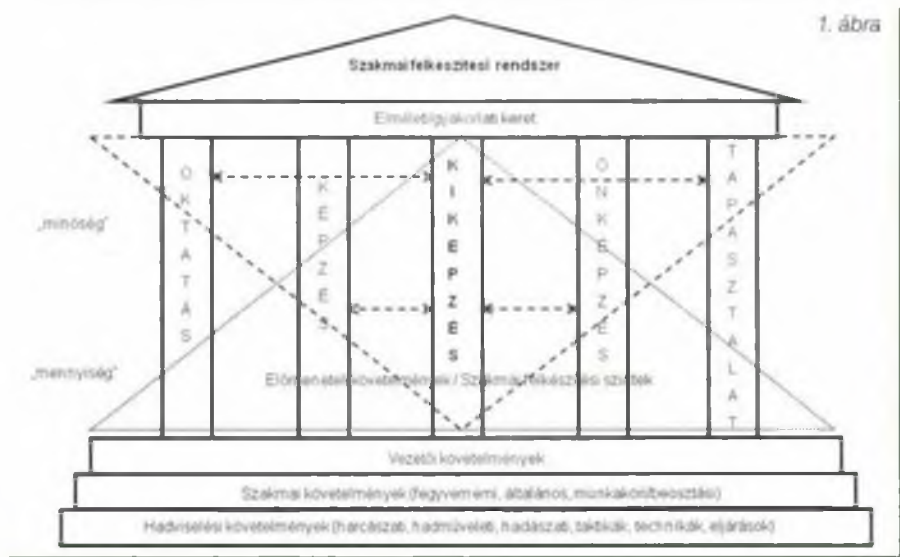 1. ábra
Szakmai felkészítési rendszer
Elméleti/gyakorlati keret
OKTATÁS
KÉPZÉS
KIKÉPZÉS
ÖNKÉPZÉS
TAPASZTALAT
„minőség"
„mennyiség"
Előmeneteli követelmények / Szakmai felkészítési szintek
Vezetői követelmények
Szakmai követelmények (fegyvernemi, általános, munkaköri/beosztási)
Hadviselési követelmények (harcászati, hadműveleti, hadászati, taktikák, technikák, eljárások)